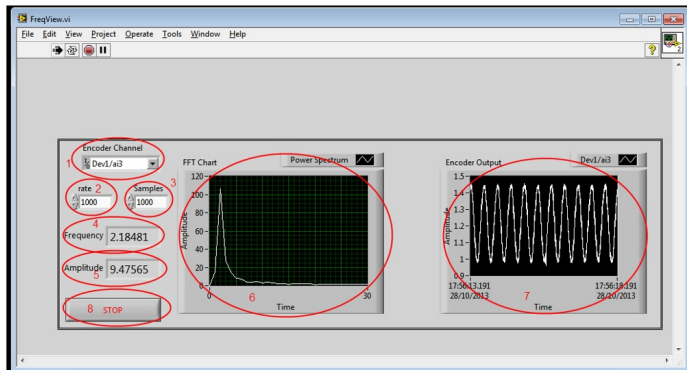 FreqView.vi
File Edit View Project Operate Tools Window Help
?
2
Encoder Channel
1
Dev1/ai3
rate 2 Samples 3
1000 1000
4
Frequency 2.18481
Amplitude 9.47565
5
8 STOP
FFT Chart Power Spectrum
120
100
80
60
40
20
0
Amplitude
0 30
6
Time
Encoder Output Dev1/ai3
1.5
1.4
1.3
1.2
1.1
1
0.9
Amplitude
17:56:13.191 17:56:18.191
28/10/2013 28/10/2013
7
Time